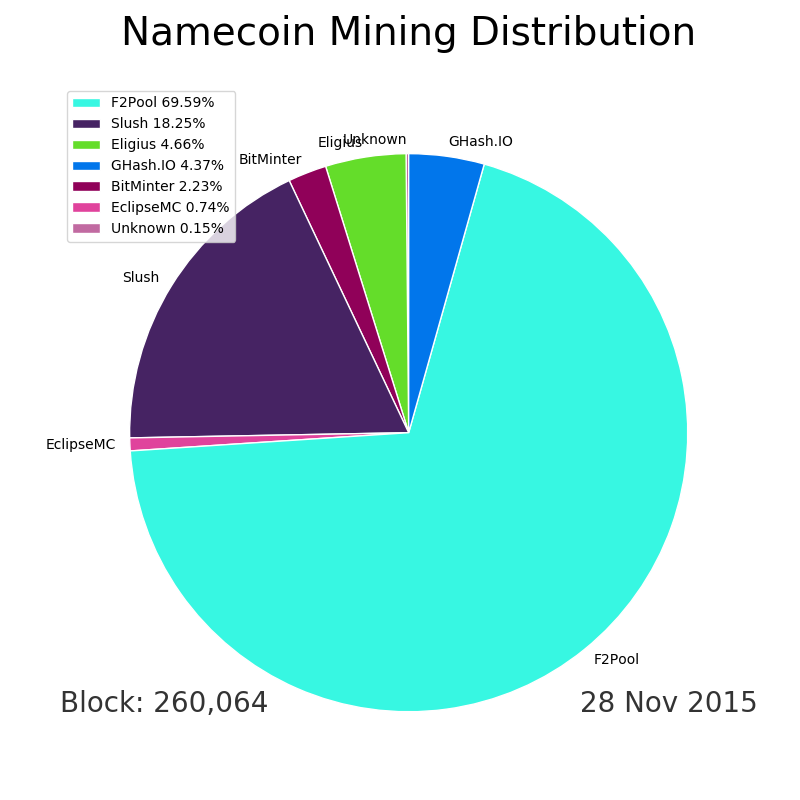 Namecoin Mining Distribution
F2Pool 69.59%
Slush 18.25%
Eligius 4.66%
GHash.IO 4.37%
BitMinter 2.23%
EclipseMC 0.74%
Unknown 0.15%
Unknown
GHash.IO
Eligius
BitMinter
Slush
EclipseMC
F2Pool
Block: 260,064
28 Nov 2015